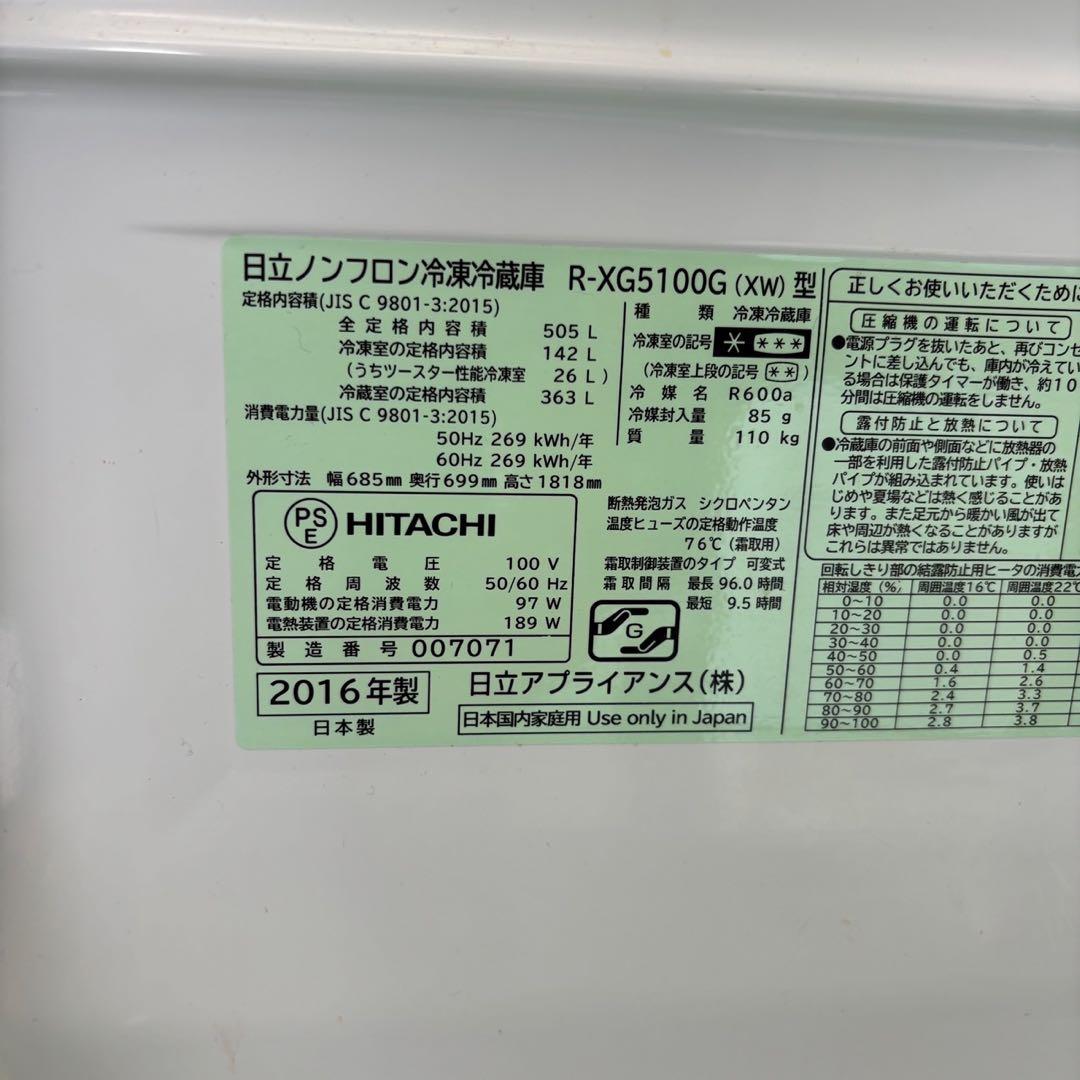 日立ノンフロン冷凍冷蔵庫 R-XG5100G (XW) 型
定格内容積(JIS C 9801-3:2015)
全定格内容積 505 L
冷凍室の定格内容積 142 L
(うちツースター性能冷凍室 26 L)
冷蔵室の定格内容積 363 L
消費電力量(JIS C 9801-3:2015)
50Hz 269 kWh/年
60Hz 269 kWh/年
外形寸法 幅685mm 奥行699mm 高さ1818mm
種類 冷凍冷蔵庫
冷凍室の記号 * ***
(冷凍室上段の記号 **)
冷媒名 R600a
冷媒封入量 85 g
質量 110 kg
PSE HITACHI
定格電圧 100 V
定格周波数 50/60 Hz
電動機の定格消費電力 97 W
電熱装置の定格消費電力 189 W
製造番号 007071
2016年製
日本製
断熱発泡ガス シクロペンタン
温度ヒューズの定格動作温度
76℃(霜取用)
霜取制御装置のタイプ 可変式
霜取間隔 最長 96.0 時間
最短 9.5 時間
G
日立アプライアンス(株)
日本国内家庭用 Use only in Japan
正しくお使いいただくために
圧縮機の運転について
●電源プラグを抜いたあと、再びコンセ
ントに差し込んでも、庫内が冷えてい
る場合は保護タイマーが働き、約10
分間は圧縮機の運転をしません。
露付防止と放熱について
●冷蔵庫の前面や側面などに放熱器の
一部を利用した露付防止パイプ・放熱
パイプが組み込まれています。使いは
じめや夏場などは熱く感じることがあ
ります。また足元から暖かい風が出て
床や周辺が熱くなることがありますが
これらは異常ではありません。
回転しきり部の結露防止用ヒータの消費電力
相対湿度(%) 周囲温度16℃ 周囲温度22℃
0~10 0.0 0.0
10~20 0.0 0.0
20~30 0.0 0.0
30~40 0.0 0.0
40~50 0.0 0.5
50~60 0.4 1.4
60~70 1.6 2.6
70~80 2.4 3.3
80~90 2.7 3.7
90~100 2.8 3.8